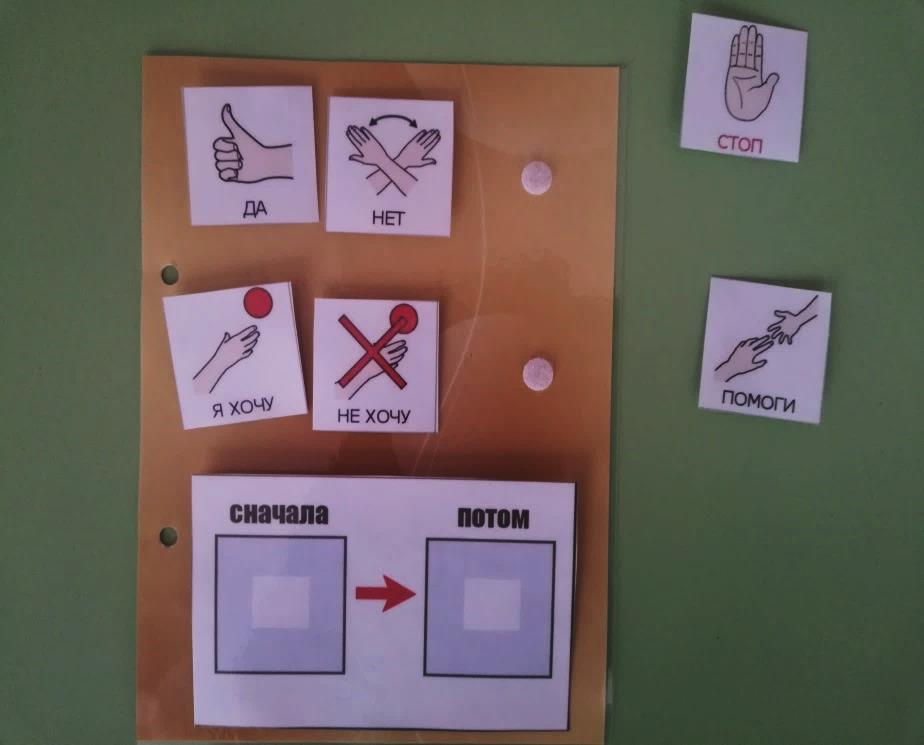 СТОП
ДА
НЕТ
ПОМОГИ
Я ХОЧУ
НЕ ХОЧУ
сначала
потом